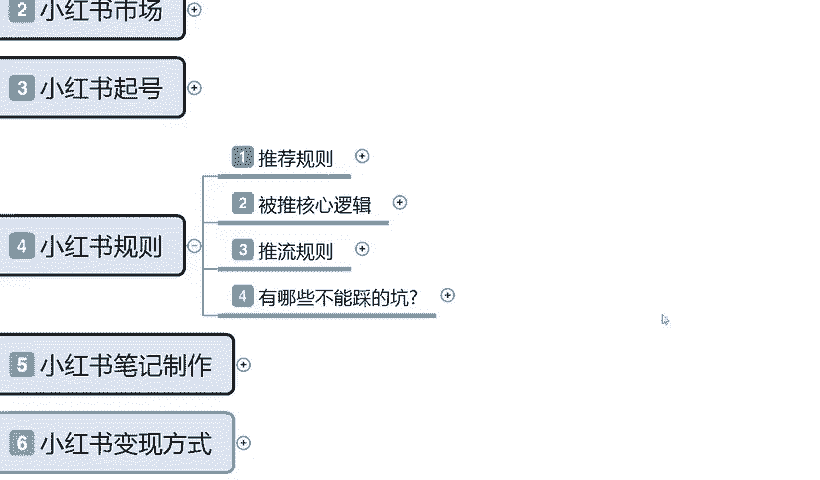 2 小红书市场
3 小红书起号
4 小红书规则
1 推荐规则
2 被推核心逻辑
3 推流规则
4 有哪些不能踩的坑?
5 小红书笔记制作
6 小红书变现方式